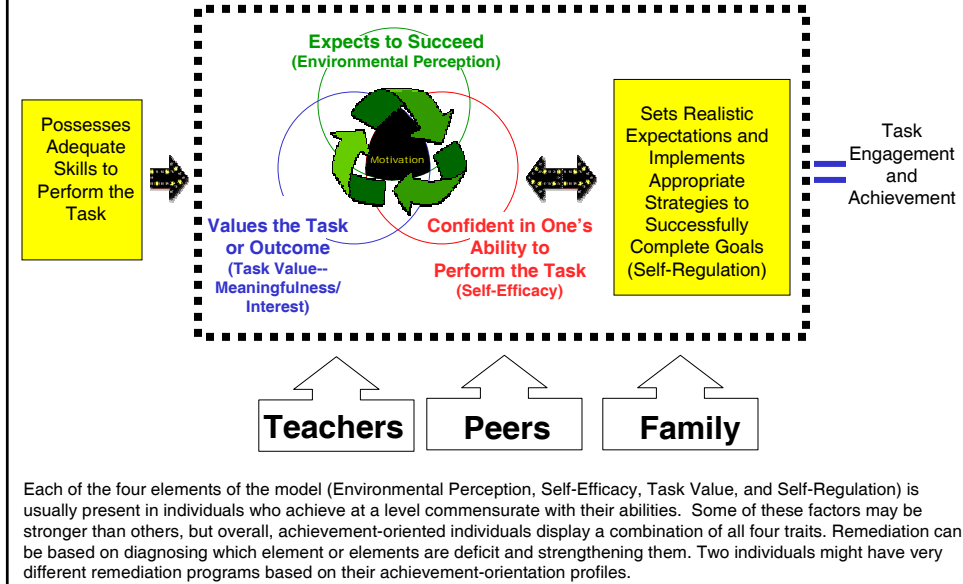 Expects to Succeed
(Environmental Perception)
Possesses
Adequate
Skills to
Perform the
Task
Motivation
Values the Task
or Outcome
(Task Value--
Meaningfulness/
Interest)
Confident in One's
Ability to
Perform the Task
(Self-Efficacy)
Sets Realistic
Expectations and
Implements
Appropriate
Strategies to
Successfully
Complete Goals
(Self-Regulation)
Task
Engagement
and
Achievement
Teachers
Peers
Family
Each of the four elements of the model (Environmental Perception, Self-Efficacy, Task Value, and Self-Regulation) is
usually present in individuals who achieve at a level commensurate with their abilities.  Some of these factors may be
stronger than others, but overall, achievement-oriented individuals display a combination of all four traits. Remediation can
be based on diagnosing which element or elements are deficit and strengthening them. Two individuals might have very
different remediation programs based on their achievement-orientation profiles.